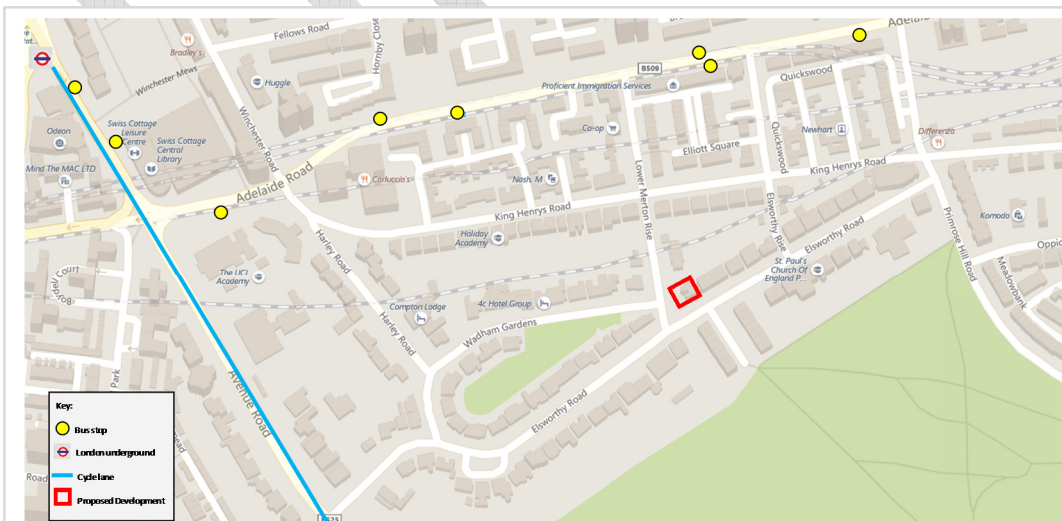 Fellows Road
Hornby Close
Adelaide
Bradley's
Winchester Mews
Huggle
B509
Quickswood
Proficient Immigration Services
Winchester Road
Odeon
Swiss Cottage
Leisure
Centre
Swiss Cottage
Central
Library
Co-op
Newhart
Differenza
Elliott Square
Quickswood
Mind The MAC LTD
Adelaide Road
Carluccio's
Nash. M
King Henrys Road
Lower Merton Rise
King Henrys Road
Elsworthy Rise
Elsworthy Road
Primrose Hill Road
Komodo
Harley Road
Holiday
Academy
The UCL
Academy
St. Paul's
Church Of
England P...
Oppid
Meadowbank
Court
Compton Lodge
4c Hotel Group
Harley Road
Wadham Gardens
Park
Avenue Road
Elsworthy Road
Key:
Bus stop
London underground
Cycle lane
Proposed Development
Road